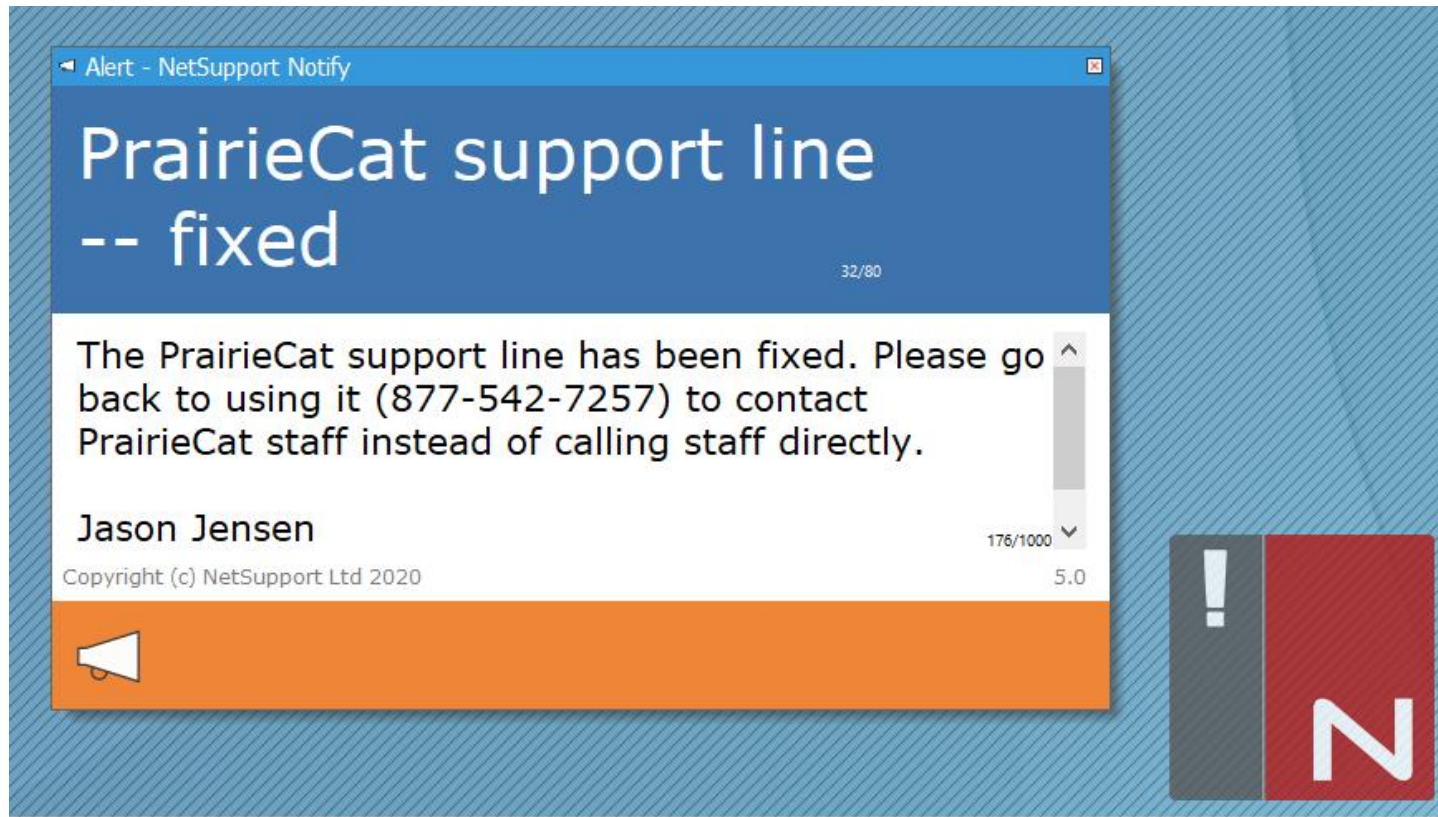 Alert - NetSupport Notify
PrairieCat support line
-- fixed
32/80
The PrairieCat support line has been fixed. Please go
back to using it (877-542-7257) to contact
PrairieCat staff instead of calling staff directly.
Jason Jensen
176/1000
Copyright (c) NetSupport Ltd 2020
5.0
!
N